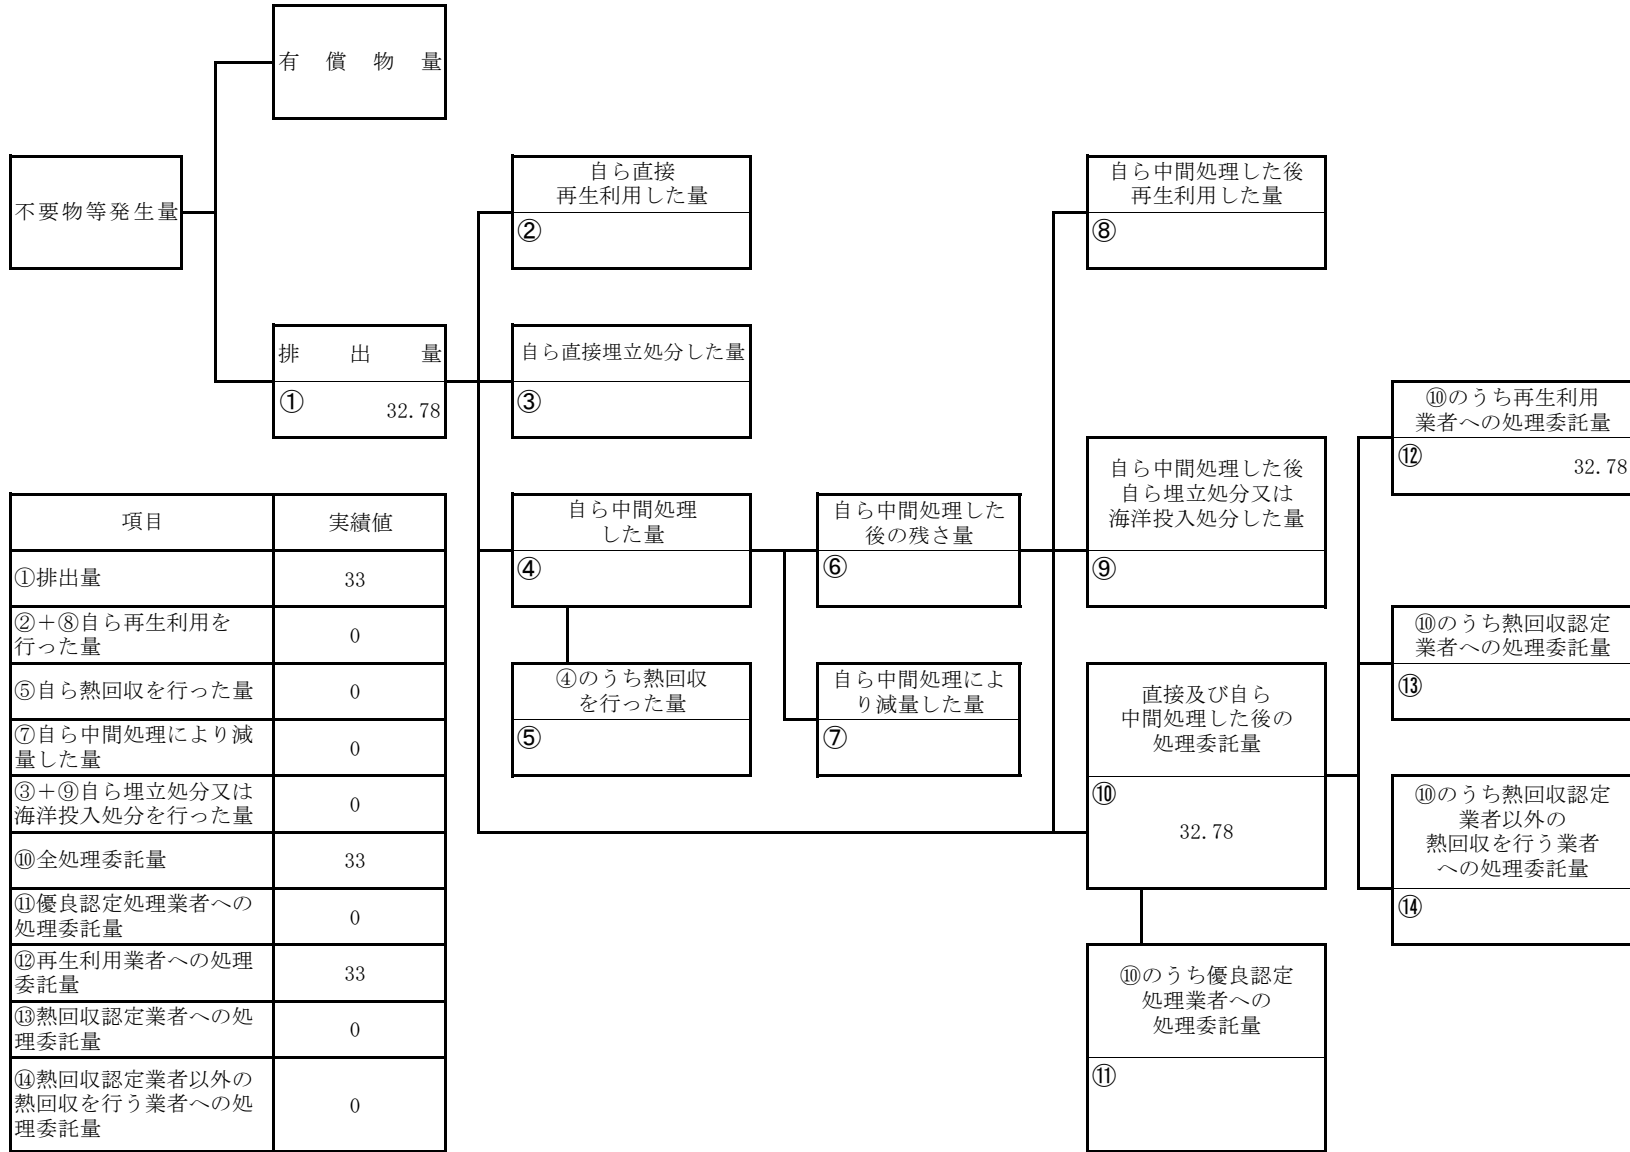 有償物量
不要物等発生量
排出量
①
32.78
自ら直接
再生利用した量
②
自ら直接埋立処分した量
③
自ら中間処理
した量
④
④のうち熱回収
を行った量
⑤
自ら中間処理した
後の残さ量
⑥
自ら中間処理によ
り減量した量
⑦
自ら中間処理した後
再生利用した量
⑧
自ら中間処理した後
自ら埋立処分又は
海洋投入処分した量
⑨
直接及び自ら
中間処理した後の
処理委託量
⑩
32.78
⑩のうち優良認定
処理業者への
処理委託量
⑪
⑩のうち再生利用
業者への処理委託量
⑫
32.78
⑩のうち熱回収認定
業者への処理委託量
⑬
⑩のうち熱回収認定
業者以外の
熱回収を行う業者
への処理委託量
⑭
項目 実績値
①排出量 33
②＋⑧自ら再生利用を
行った量 0
⑤自ら熱回収を行った量 0
⑦自ら中間処理により減
量した量 0
③＋⑨自ら埋立処分又は
海洋投入処分を行った量 0
⑩全処理委託量 33
⑪優良認定処理業者への
処理委託量 0
⑫再生利用業者への処理
委託量 33
⑬熱回収認定業者への処
理委託量 0
⑭熱回収認定業者以外の
熱回収を行う業者への処
理委託量 0